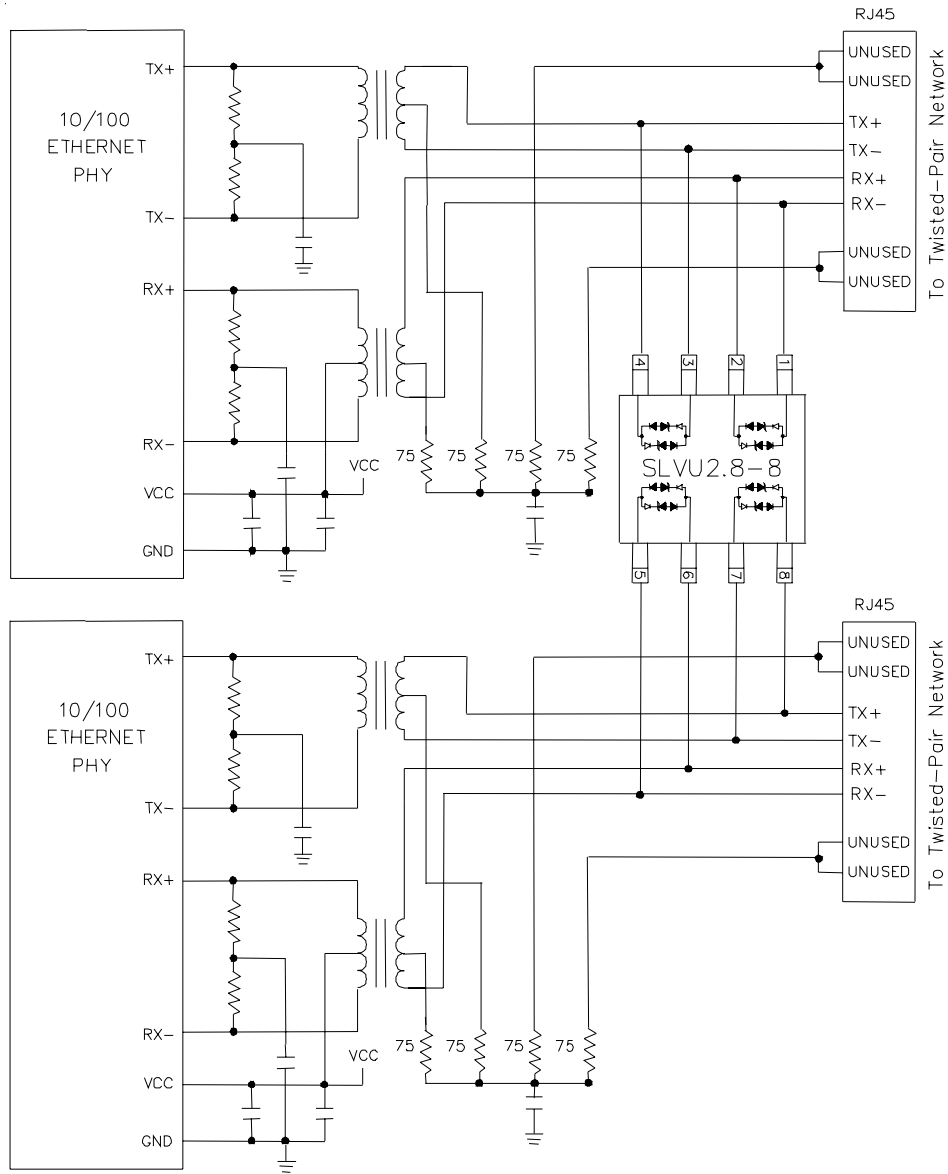 RJ45
UNUSED
UNUSED
TX+
TX-
RX+
RX-
UNUSED
UNUSED
To Twisted-Pair Network
10/100
ETHERNET
PHY
TX+
TX-
RX+
RX-
VCC
GND
VCC
75
75
75
75
4
3
2
1
SLVU2.8-8
5
6
7
8
RJ45
UNUSED
UNUSED
TX+
TX-
RX+
RX-
UNUSED
UNUSED
To Twisted-Pair Network
10/100
ETHERNET
PHY
TX+
TX-
RX+
RX-
VCC
GND
VCC
75
75
75
75